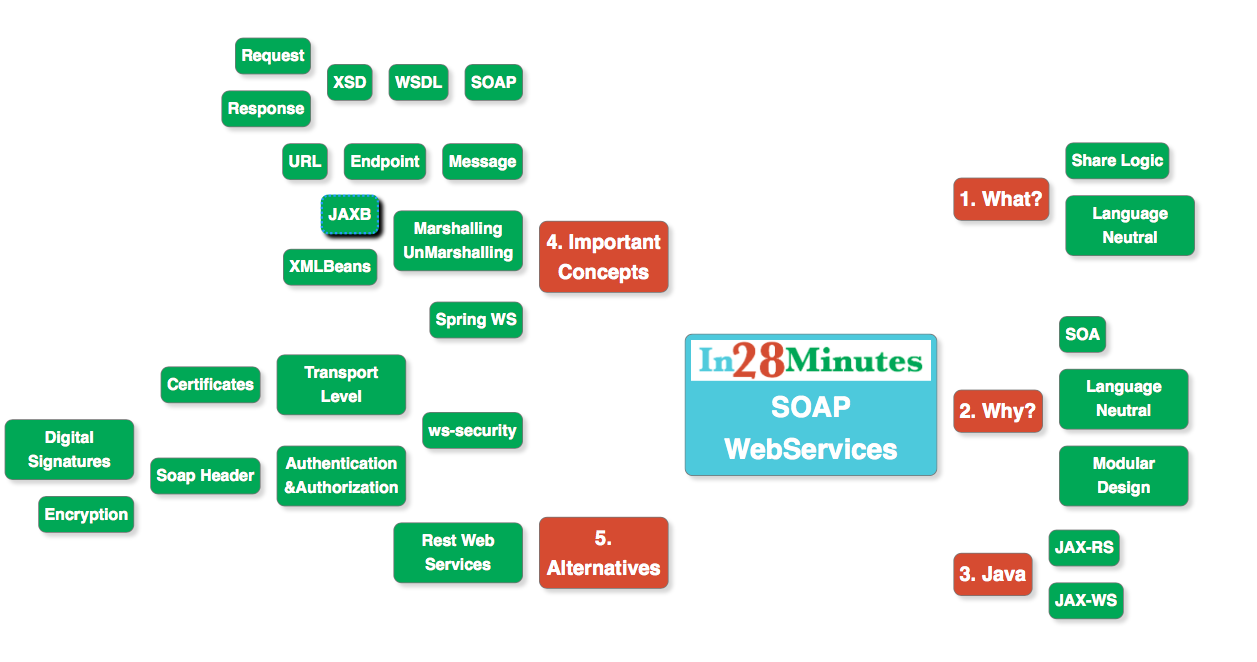 In28Minutes
SOAP
WebServices
1. What?
Share Logic
Language
Neutral
2. Why?
SOA
Language
Neutral
Modular
Design
3. Java
JAX-RS
JAX-WS
4. Important
Concepts
SOAP
WSDL
XSD
Request
Response
Message
Endpoint
URL
Marshalling
UnMarshalling
JAXB
XMLBeans
Spring WS
ws-security
Transport
Level
Certificates
Authentication
&Authorization
Soap Header
Digital
Signatures
Encryption
5.
Alternatives
Rest Web
Services